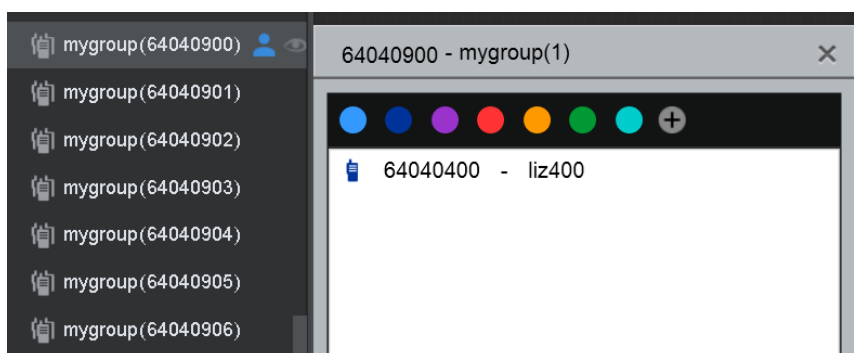 mygroup(64040900)
mygroup(64040901)
mygroup(64040902)
mygroup(64040903)
mygroup(64040904)
mygroup(64040905)
mygroup(64040906)
64040900 - mygroup(1)
64040400 - liz400